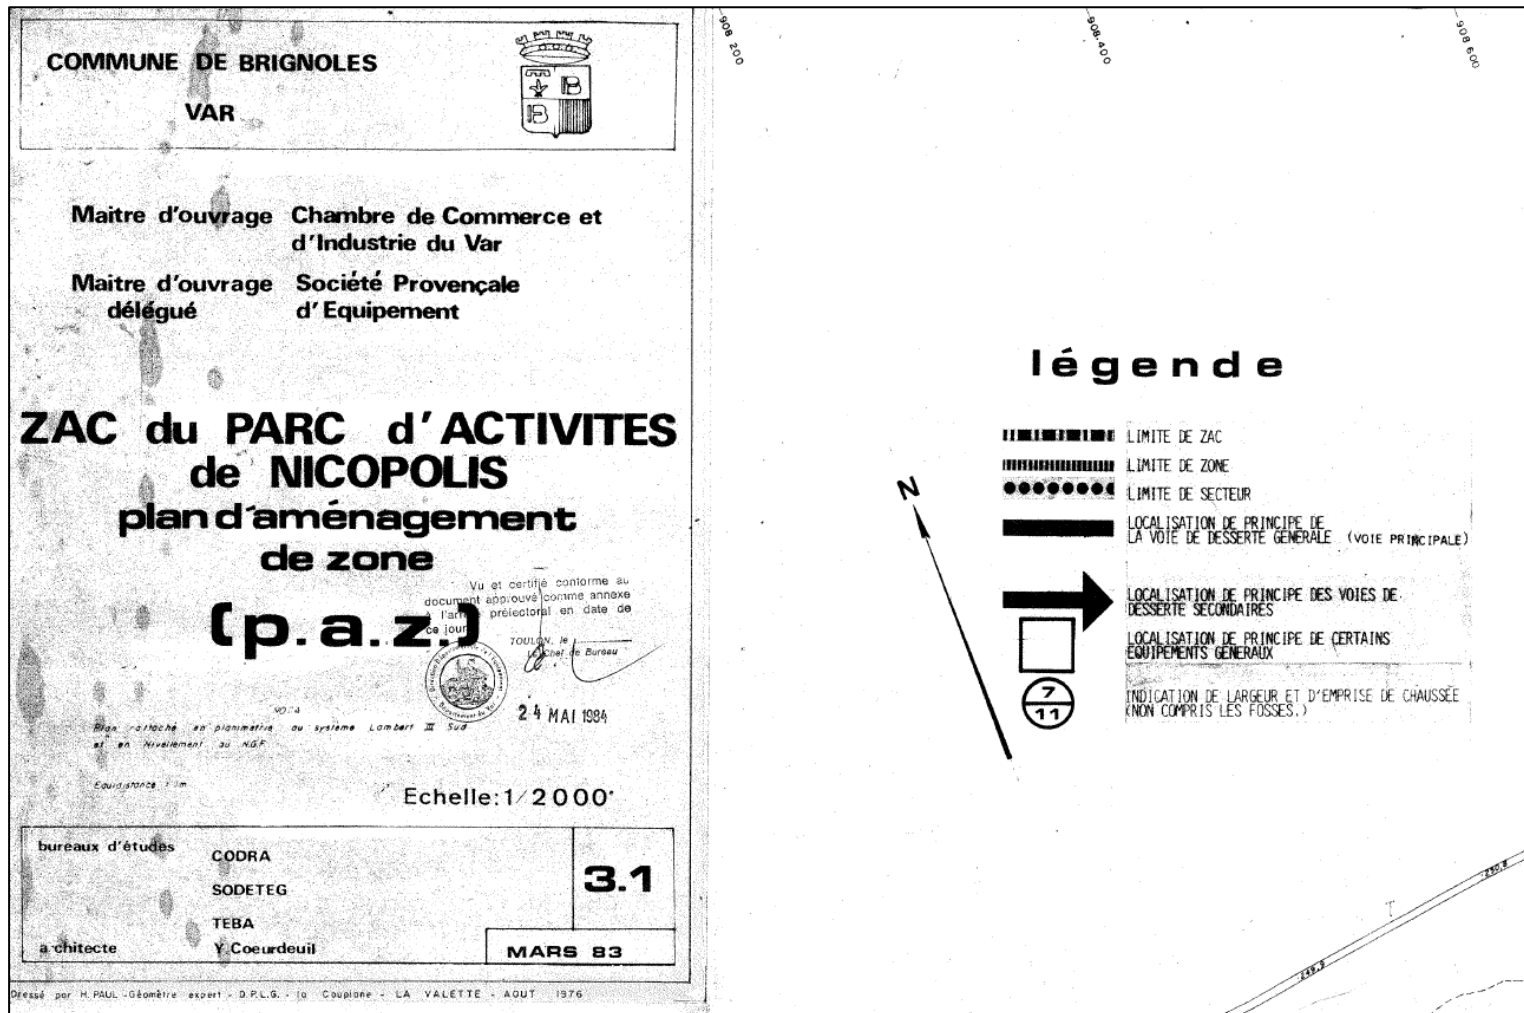 COMMUNE DE BRIGNOLES
VAR
Maitre d'ouvrage Chambre de Commerce et
d'Industrie du Var
Maitre d'ouvrage Société Provençale
délégué d'Equipement
ZAC du PARC d'ACTIVITES
de NICOPOLIS
plan d'aménagement
de zone
(p.a.z.)
Vu et certifié conforme au
document approuvé comme annexe
à l'arrêté préfectoral en date de
ce jour
TOULON, le
Le Chef de Bureau
24 MAI 1984
NOTA
Plan rattaché en planimétrie au système Lambert III Sud
et en Nivellement au N.G.F.
Equidistance 1m
Echelle: 1/2000°
bureaux d'études
CODRA
SODETEG
TEBA
architecte Y. Coeurdeuil
3.1
MARS 83
Dressé par H. PAUL - Géomètre expert - D.P.L.G. - la Coupiane - LA VALETTE - AOUT 1976
908 200
908 400
908 600
légende
N
LIMITE DE ZAC
LIMITE DE ZONE
LIMITE DE SECTEUR
LOCALISATION DE PRINCIPE DE
LA VOIE DE DESSERTE GENERALE (VOIE PRINCIPALE)
LOCALISATION DE PRINCIPE DES VOIES DE
DESSERTE SECONDAIRES
LOCALISATION DE PRINCIPE DE CERTAINS
EQUIPEMENTS GENERAUX
7
11
INDICATION DE LARGEUR ET D'EMPRISE DE CHAUSSÉE
(NON COMPRIS LES FOSSES.)
T